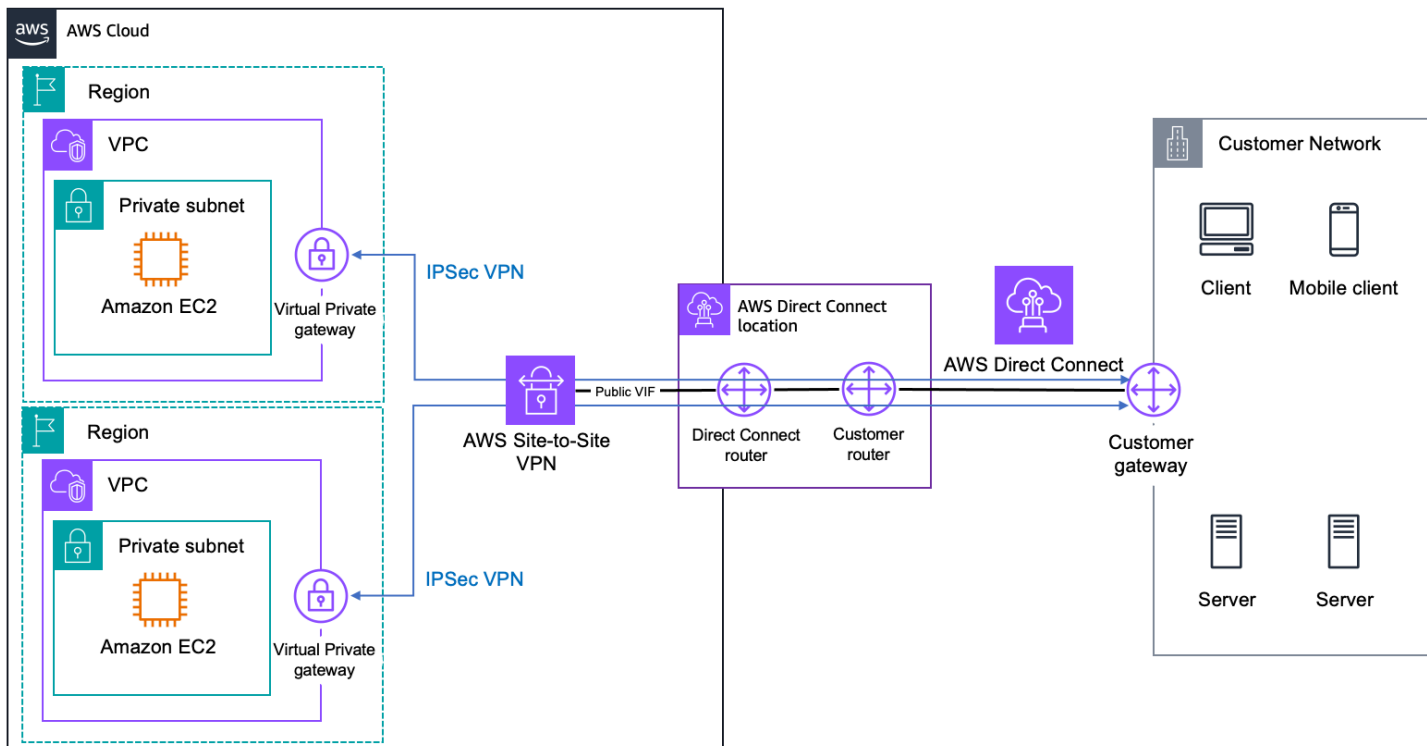 aws
AWS Cloud
Region
VPC
Private subnet
Amazon EC2
Virtual Private
gateway
IPSec VPN
Region
VPC
Private subnet
Amazon EC2
Virtual Private
gateway
IPSec VPN
AWS Site-to-Site
VPN
Public VIF
AWS Direct Connect
location
Direct Connect
router
Customer
router
AWS Direct Connect
Customer
gateway
Customer Network
Client
Mobile client
Server
Server